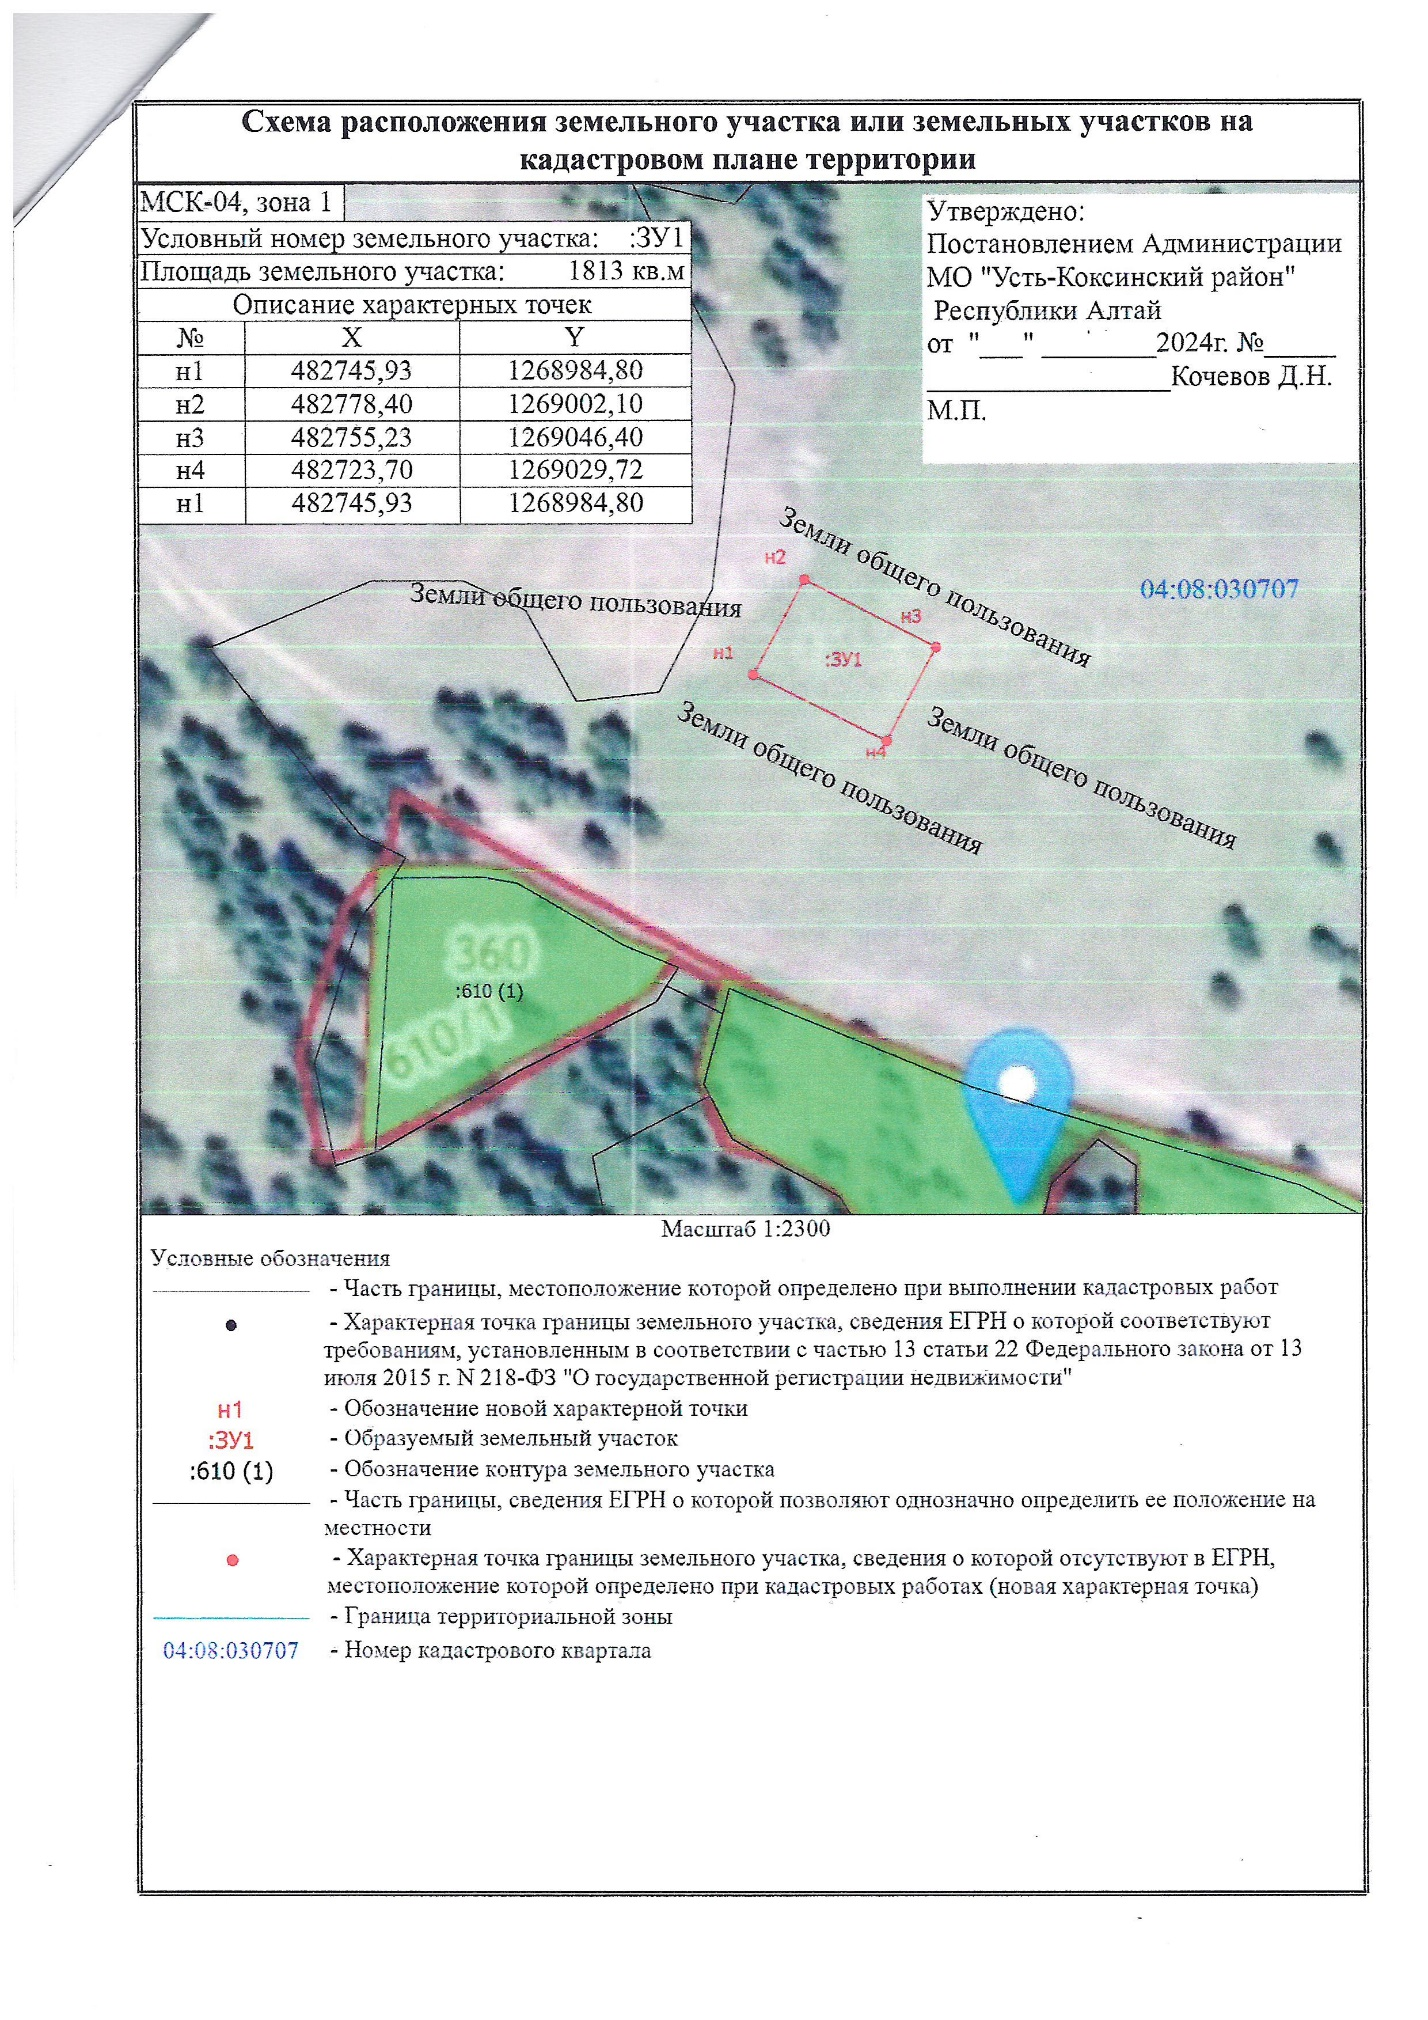 Схема расположения земельного участка или земельных участков на
кадастровом плане территории
МСК-04, зона 1
Условный номер земельного участка: :ЗУ1
Площадь земельного участка: 1813 кв.м
Описание характерных точек
№ X Y
н1 482745,93 1268984,80
н2 482778,40 1269002,10
н3 482755,23 1269046,40
н4 482723,70 1269029,72
н1 482745,93 1268984,80
Утверждено:
Постановлением Администрации
МО "Усть-Коксинский район"
Республики Алтай
от "___" ________2024г. №_____
_________________Кочевов Д.Н.
М.П.
Земли общего пользования
Земли общего пользования
04:08:030707
н2
н3
н1
:ЗУ1
н4
Земли общего пользования
Земли общего пользования
360
:610 (1)
610/1
Масштаб 1:2300
Условные обозначения
- Часть границы, местоположение которой определено при выполнении кадастровых работ
- Характерная точка границы земельного участка, сведения ЕГРН о которой соответствуют
требованиям, установленным в соответствии с частью 13 статьи 22 Федерального закона от 13
июля 2015 г. N 218-ФЗ "О государственной регистрации недвижимости"
н1 - Обозначение новой характерной точки
:ЗУ1 - Образуемый земельный участок
:610 (1) - Обозначение контура земельного участка
- Часть границы, сведения ЕГРН о которой позволяют однозначно определить ее положение на
местности
- Характерная точка границы земельного участка, сведения о которой отсутствуют в ЕГРН,
местоположение которой определено при кадастровых работах (новая характерная точка)
- Граница территориальной зоны
04:08:030707 - Номер кадастрового квартала